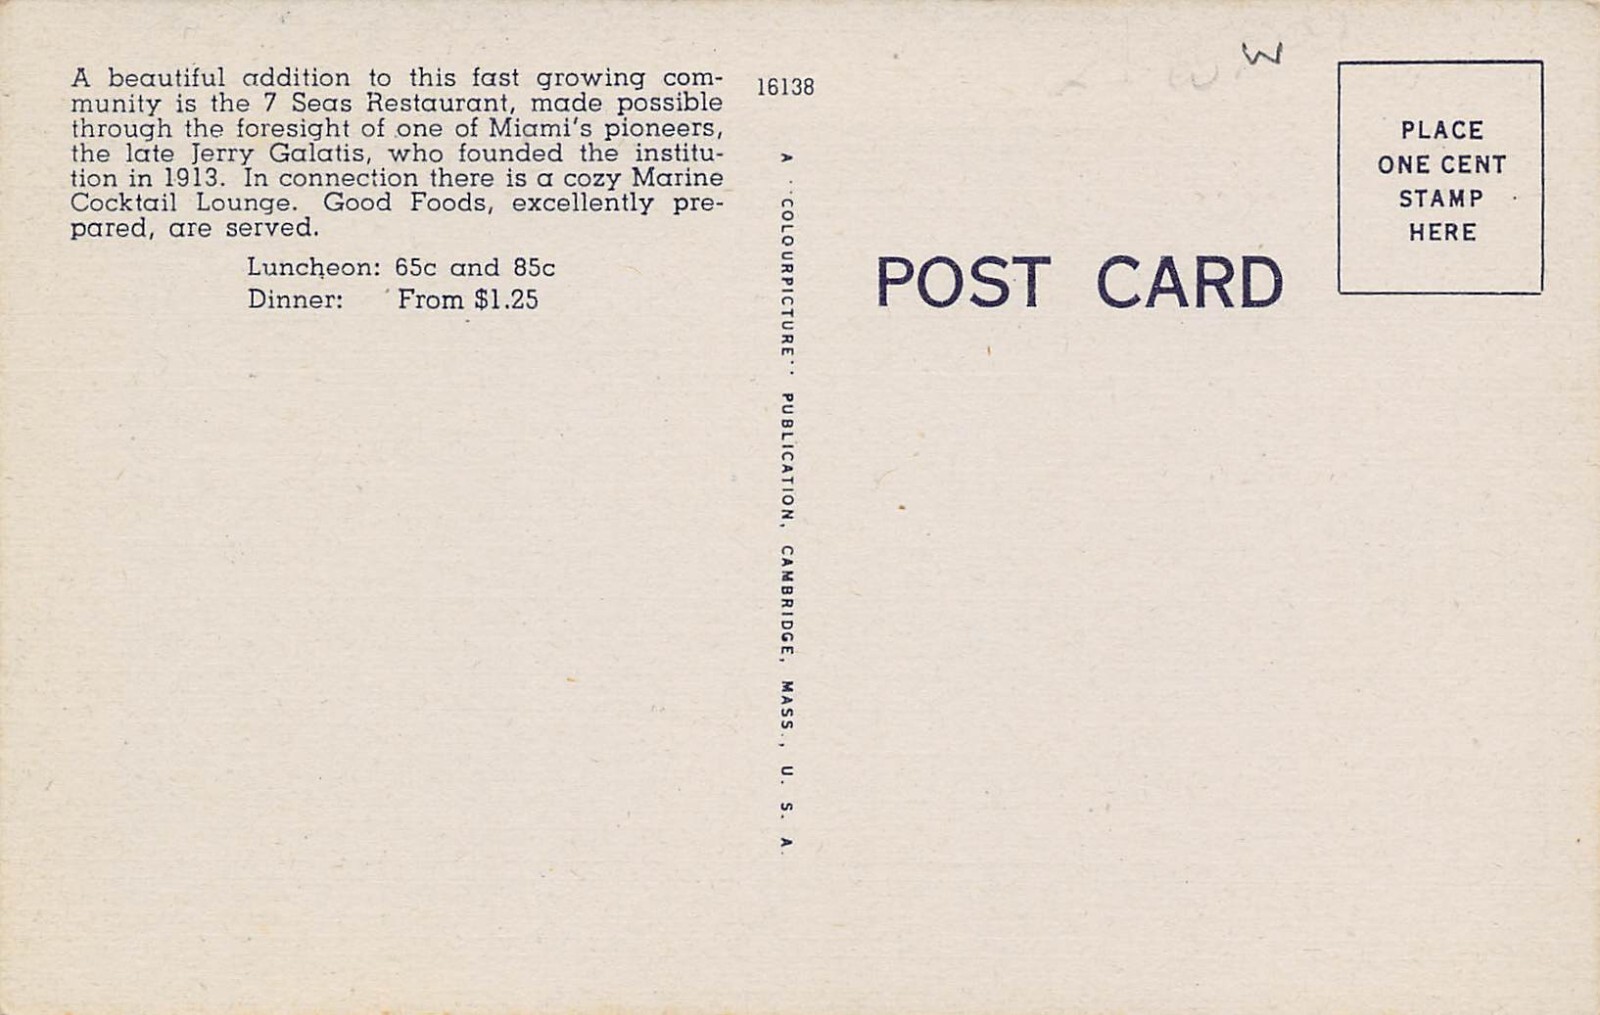 A beautiful addition to this fast growing com-
munity is the 7 Seas Restaurant, made possible
through the foresight of one of Miami's pioneers,
the late Jerry Galatis, who founded the institu-
tion in 1913. In connection there is a cozy Marine
Cocktail Lounge. Good Foods, excellently pre-
pared, are served.
Luncheon: 65c and 85c
Dinner: From $1.25
16138
A "COLOURPICTURE" PUBLICATION, CAMBRIDGE, MASS., U. S. A.
POST CARD
W
PLACE
ONE CENT
STAMP
HERE